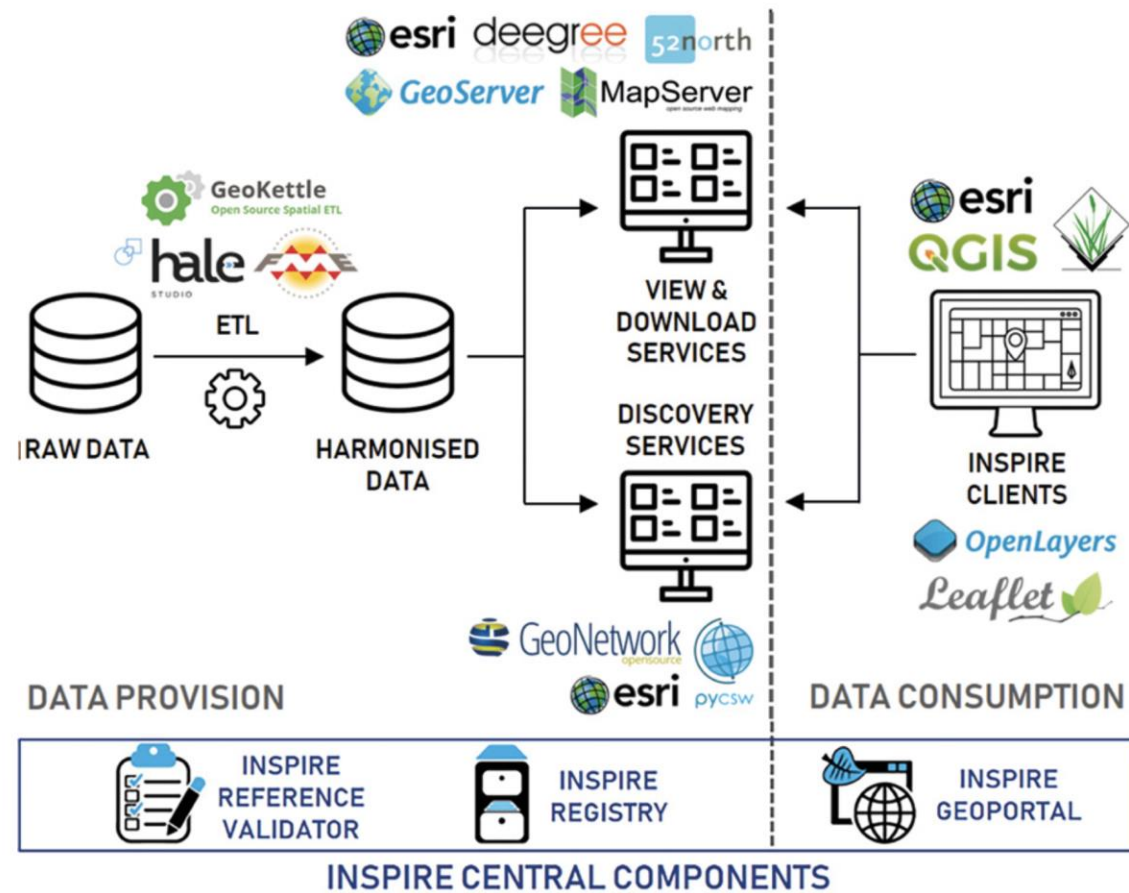 esri deegree 52north
GeoServer MapServer
open source web mapping
GeoKettle
Open Source Spatial ETL
hale
STUDIO
FME
ETL
RAW DATA
HARMONISED
DATA
VIEW &
DOWNLOAD
SERVICES
DISCOVERY
SERVICES
esri
QGIS
INSPIRE
CLIENTS
OpenLayers
Leaflet
GeoNetwork
opensource
esri
pycsw
DATA PROVISION
DATA CONSUMPTION
INSPIRE
REFERENCE
VALIDATOR
INSPIRE
REGISTRY
INSPIRE
GEOPORTAL
INSPIRE CENTRAL COMPONENTS